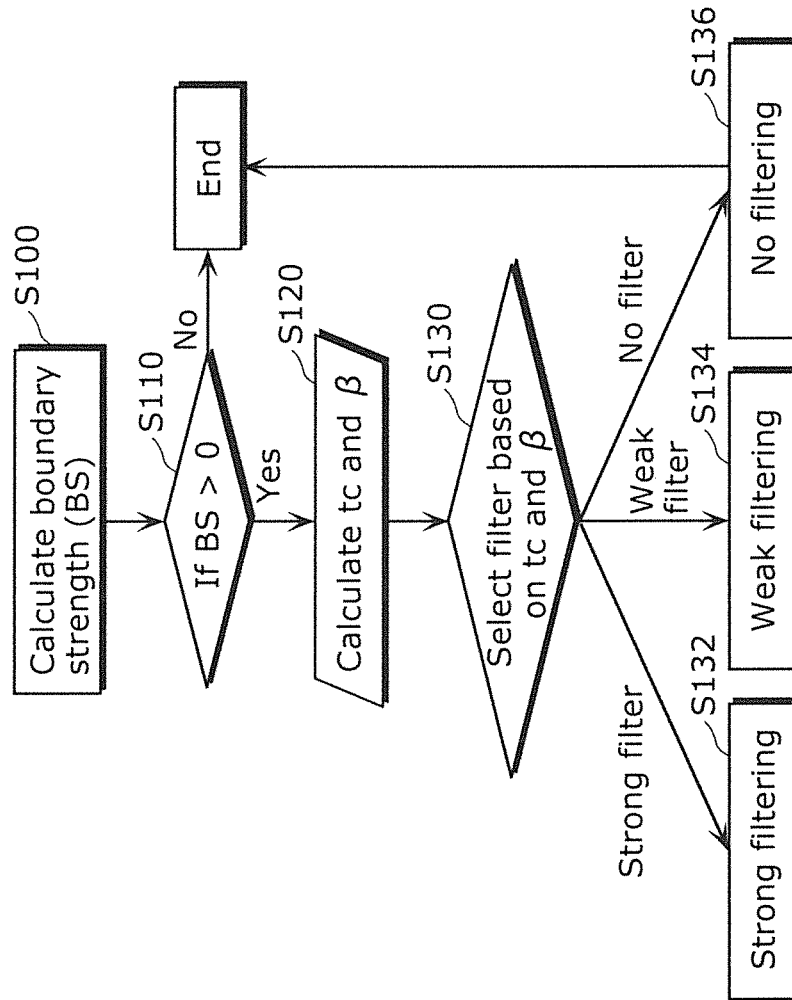 Calculate boundary
strength (BS)
S100
If BS > 0
S110
No
End
Yes
Calculate tc and β
S120
Select filter based
on tc and β
S130
Strong filter
Weak
filter
No filter
Strong filtering
S132
Weak filtering
S134
No filtering
S136